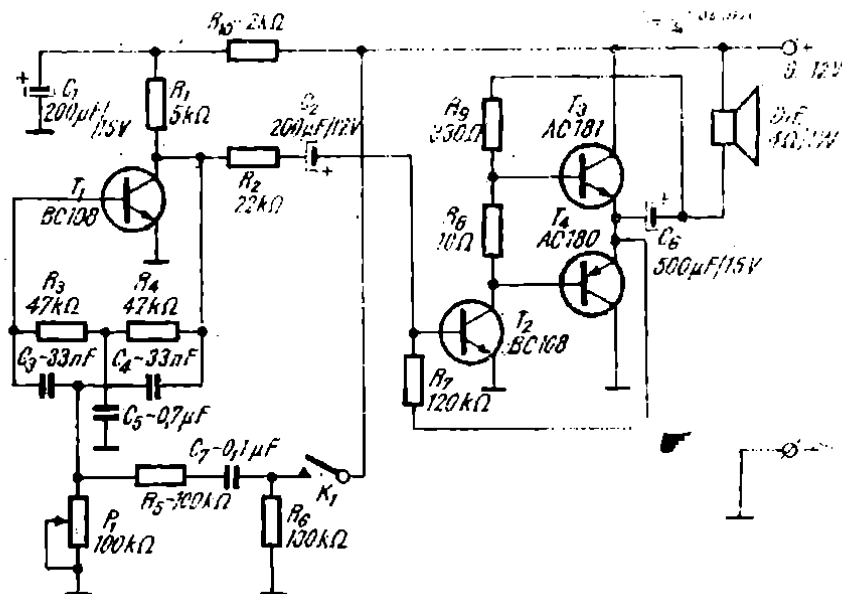 R10-2kΩ
+
C1
200µF/
/15V
R1
5kΩ
200µF/12V
+
R2
22kΩ
T1
BC108
R3
47kΩ
R4
47kΩ
C3-33nF
C4-33nF
C5-0,7µF
C7-0,1µF
R5-100kΩ
K1
P1
100kΩ
R6
100kΩ
R9
330Ω
R8
10Ω
T3
AC181
T4
AC180
+
C6
500µF/15V
T2
BC108
R7
120kΩ
+
12V
4Ω/1W